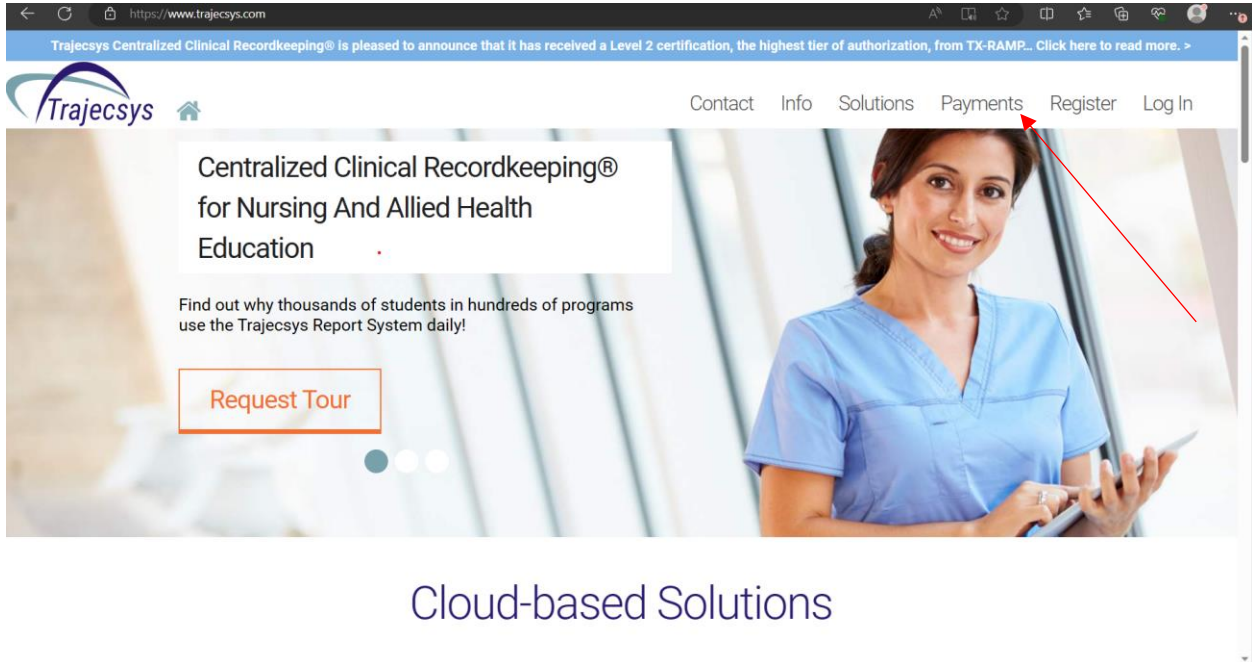 https://www.trajecsys.com
Trajecsys Centralized Clinical Recordkeeping® is pleased to announce that it has received a Level 2 certification, the highest tier of authorization, from TX-RAMP... Click here to read more. >
Trajecsys
Contact Info Solutions Payments Register Log In
Centralized Clinical Recordkeeping®
for Nursing And Allied Health
Education
Find out why thousands of students in hundreds of programs
use the Trajecsys Report System daily!
Request Tour
Cloud-based Solutions